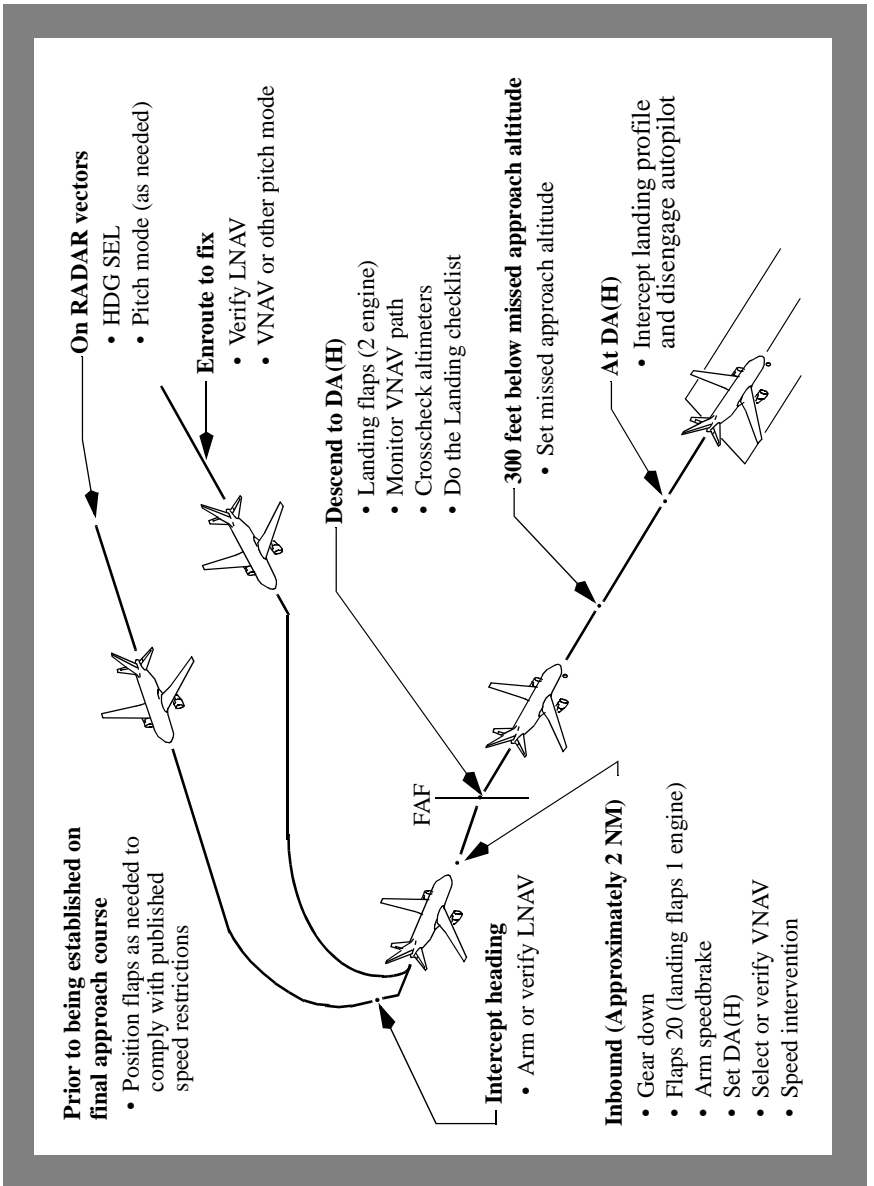 Prior to being established on
final approach course
• Position flaps as needed to
comply with published
speed restrictions
On RADAR vectors
• HDG SEL
• Pitch mode (as needed)
Enroute to fix
• Verify LNAV
• VNAV or other pitch mode
Intercept heading
• Arm or verify LNAV
FAF
Descend to DA(H)
• Landing flaps (2 engine)
• Monitor VNAV path
• Crosscheck altimeters
• Do the Landing checklist
Inbound (Approximately 2 NM)
• Gear down
• Flaps 20 (landing flaps 1 engine)
• Arm speedbrake
• Set DA(H)
• Select or verify VNAV
• Speed intervention
300 feet below missed approach altitude
• Set missed approach altitude
At DA(H)
• Intercept landing profile
and disengage autopilot